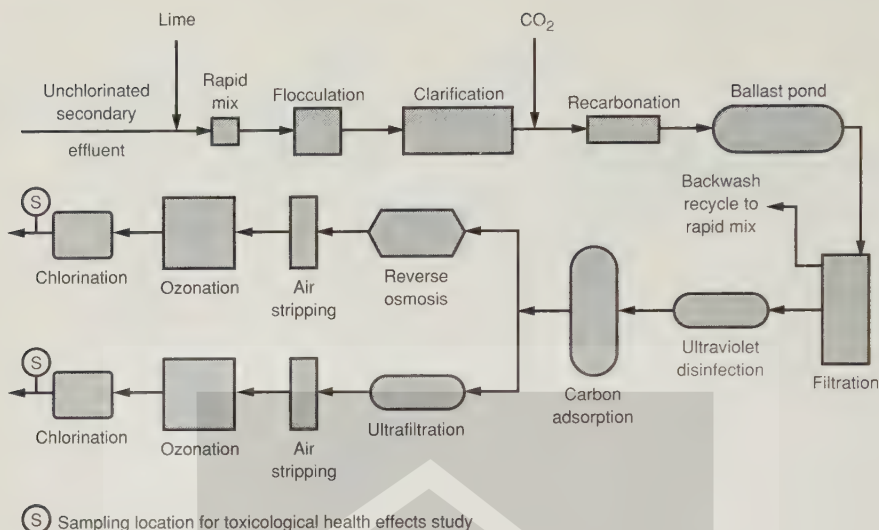 Lime
CO₂
Unchlorinated
secondary
effluent
Rapid
mix
Flocculation
Clarification
Recarbonation
Ballast pond
Backwash
recycle to
rapid mix
S
Chlorination
Ozonation
Air
stripping
Reverse
osmosis
Carbon
adsorption
Ultraviolet
disinfection
Filtration
S
Chlorination
Ozonation
Air
stripping
Ultrafiltration
S Sampling location for toxicological health effects study